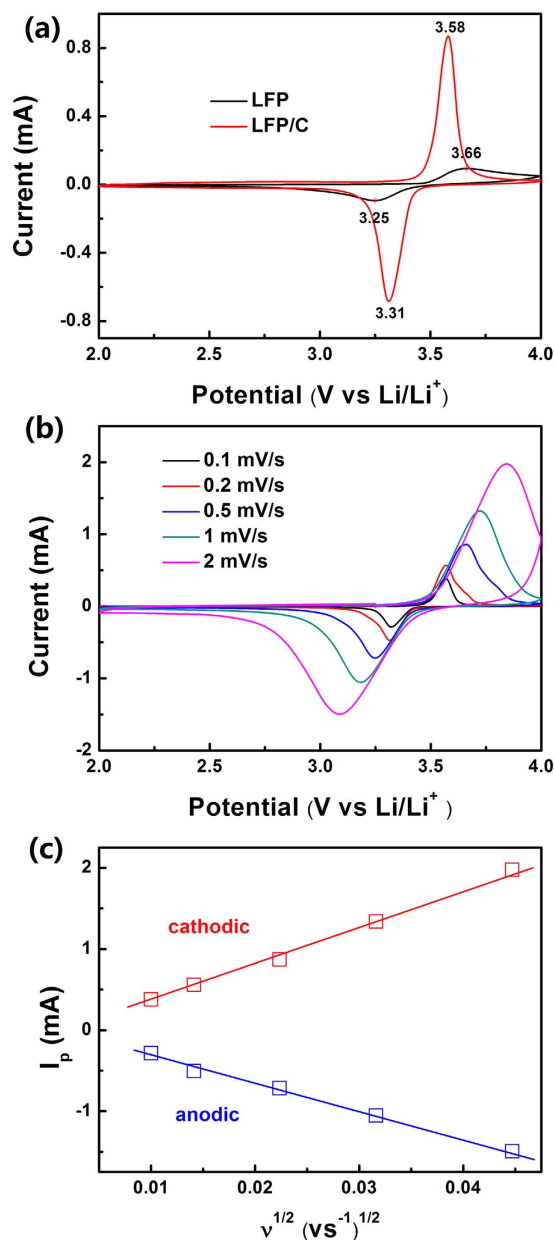 (a)
3.58
0.8
LFP
LFP/C
0.4
3.66
0.0
3.25
-0.4
3.31
-0.8
Current (mA)
2.0 2.5 3.0 3.5 4.0
Potential (V vs Li/Li⁺)
(b)
2
0.1 mV/s
0.2 mV/s
0.5 mV/s
1 mV/s
2 mV/s
1
0
-1
-2
Current (mA)
2.0 2.5 3.0 3.5 4.0
Potential (V vs Li/Li⁺)
(c)
2
cathodic
1
0
anodic
-1
Iₚ (mA)
0.01 0.02 0.03 0.04
ν^1/2 (vs⁻¹)^1/2